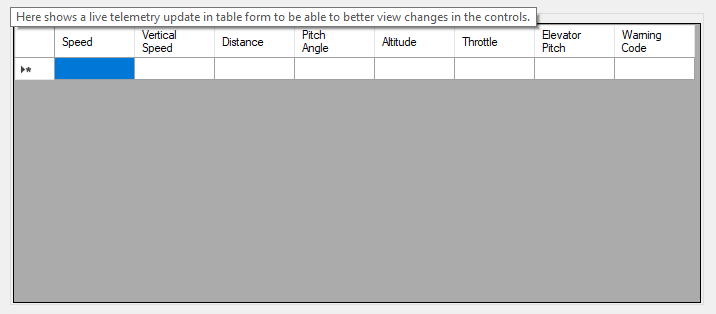 Here shows a live telemetry update in table form to be able to better view changes in the controls.
Speed Vertical Speed Distance Pitch Angle Altitude Throttle Elevator Pitch Warning Code